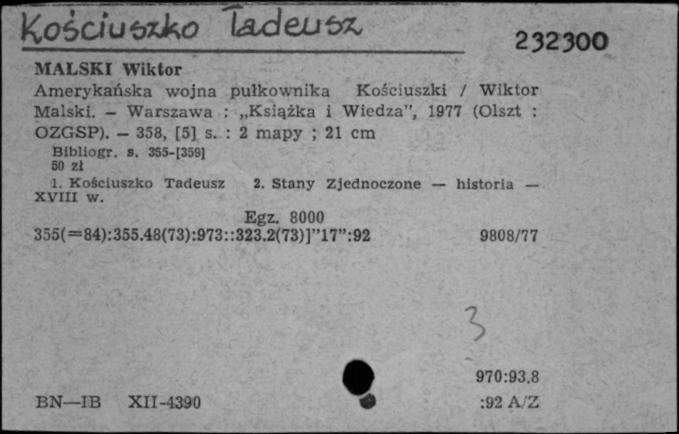 Kościuszko Tadeusz
232300
MALSKI Wiktor
Amerykańska wojna pułkownika Kościuszki / Wiktor
Malski. — Warszawa : „Książka i Wiedza”, 1977 (Olszt :
OZGSP). — 358, [5] s. : 2 mapy ; 21 cm
Bibliogr. s. 355-[359]
50 zł
1. Kościuszko Tadeusz 2. Stany Zjednoczone — historia —
XVIII w.
Egz. 8000
355(=84):355.48(73):973::323.2(73)]”17”:92 9808/77
3
970:93.8
BN—IB XII-4390 :92 A/Z